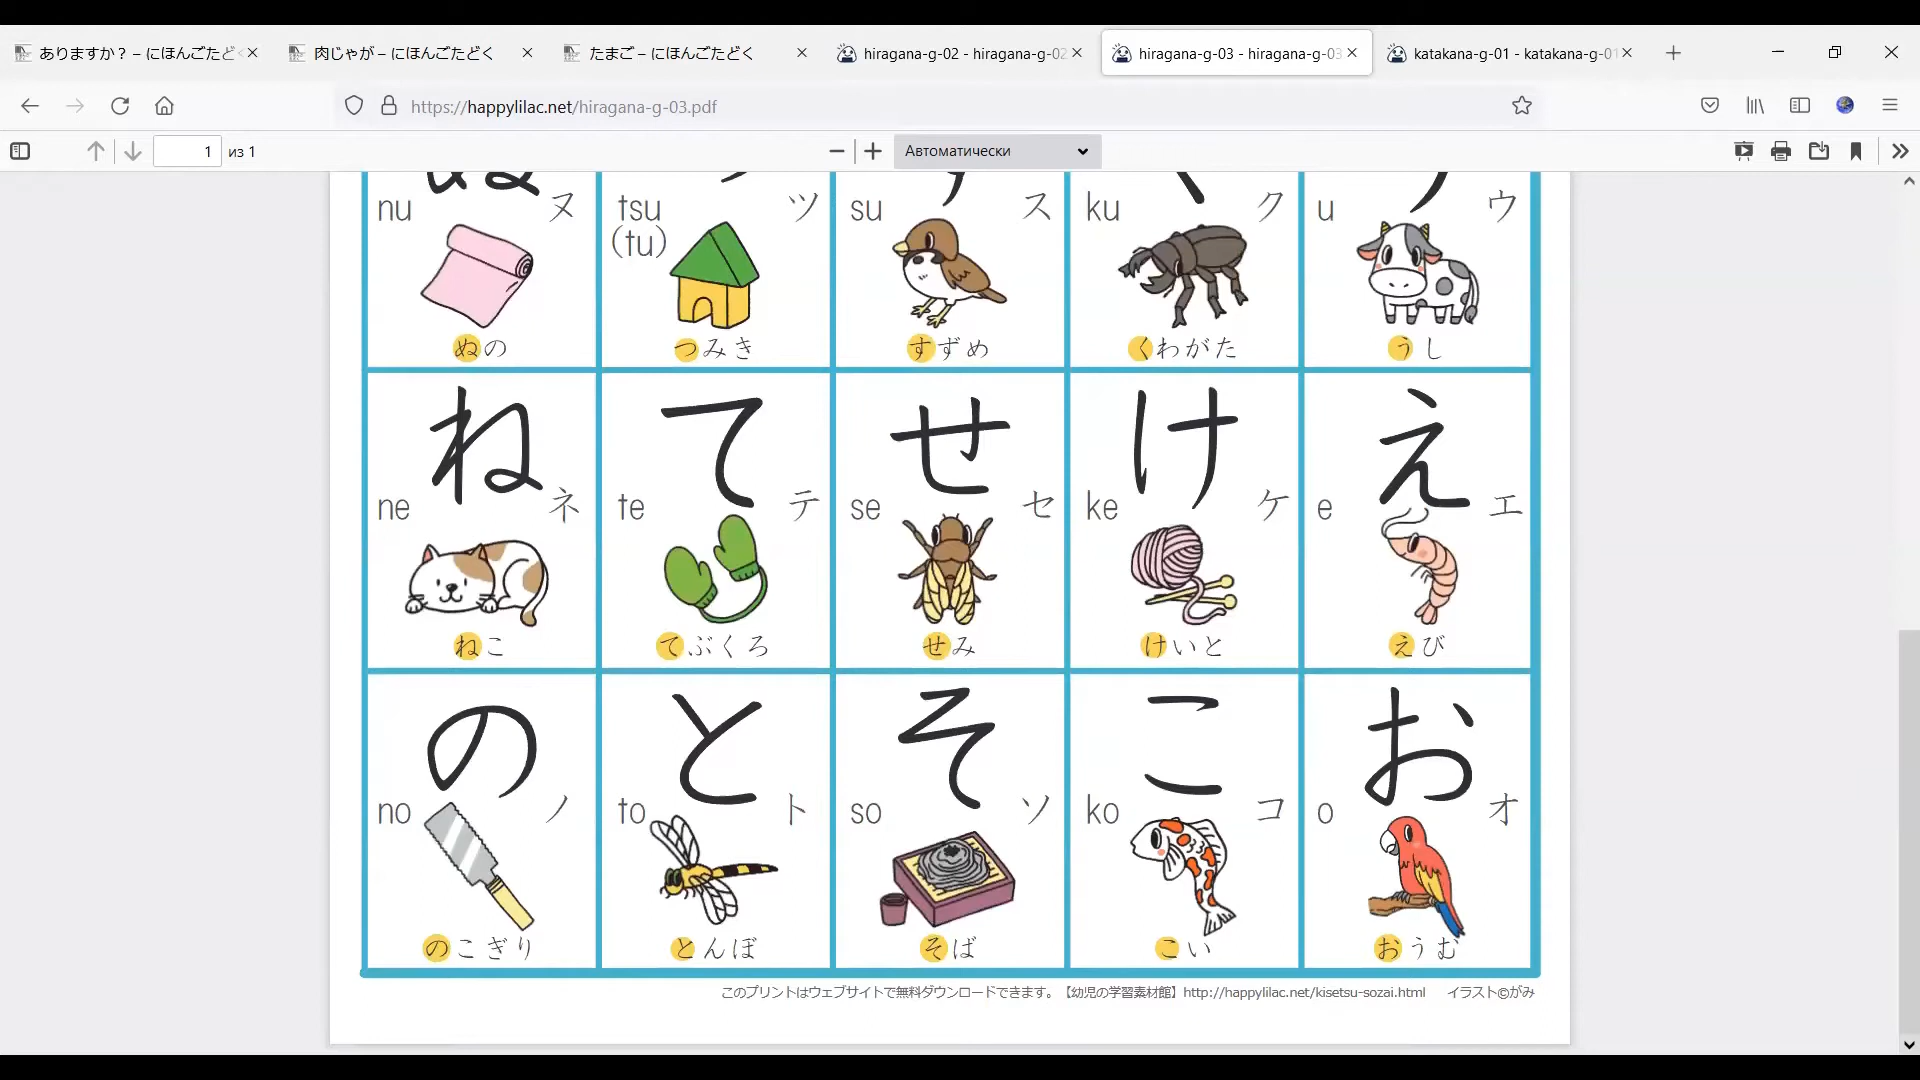 ありますか？ – にほんごたど
肉じゃが – にほんごたどく
たまご – にほんごたどく
hiragana-g-02 - hiragana-g-02
hiragana-g-03 - hiragana-g-03
katakana-g-01 - katakana-g-01
https://happylilac.net/hiragana-g-03.pdf
1 из 1
Автоматически
nu ヌ tsu (tu) ツ su ス ku ク u ウ
ぬの つみき すずめ くわがた うし
ね て せ け え
ne ネ te テ se セ ke ケ e エ
ねこ てぶくろ せみ けいと えび
の と そ こ お
no ノ to ト so ソ ko コ o オ
のこぎり とんぼ そば こい おうむ
このプリントはウェブサイトで無料ダウンロードできます。【幼児の学習素材館】http://happylilac.net/kisetsu-sozai.html イラスト©がみ